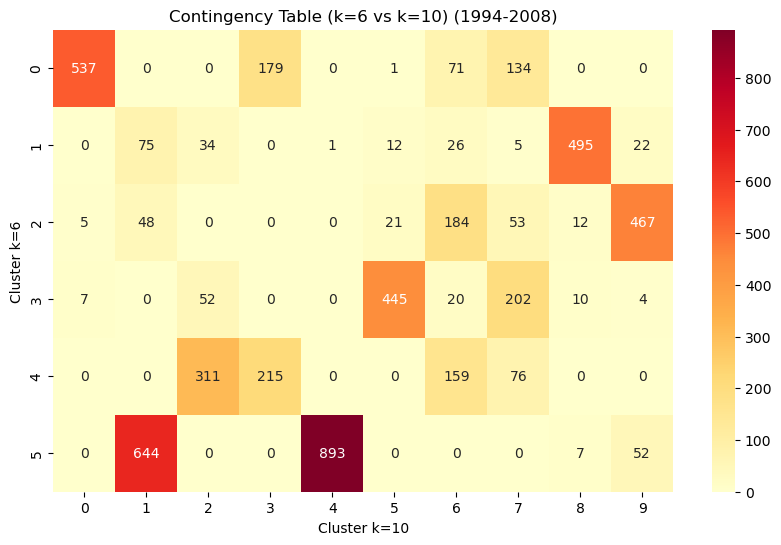 Contingency Table (k=6 vs k=10) (1994-2008)
Cluster k=6
0 537 0 0 179 0 1 71 134 0 0
1 0 75 34 0 1 12 26 5 495 22
2 5 48 0 0 0 21 184 53 12 467
3 7 0 52 0 0 445 20 202 10 4
4 0 0 311 215 0 0 159 76 0 0
5 0 644 0 0 893 0 0 0 7 52
0 1 2 3 4 5 6 7 8 9
Cluster k=10
800
700
600
500
400
300
200
100
0